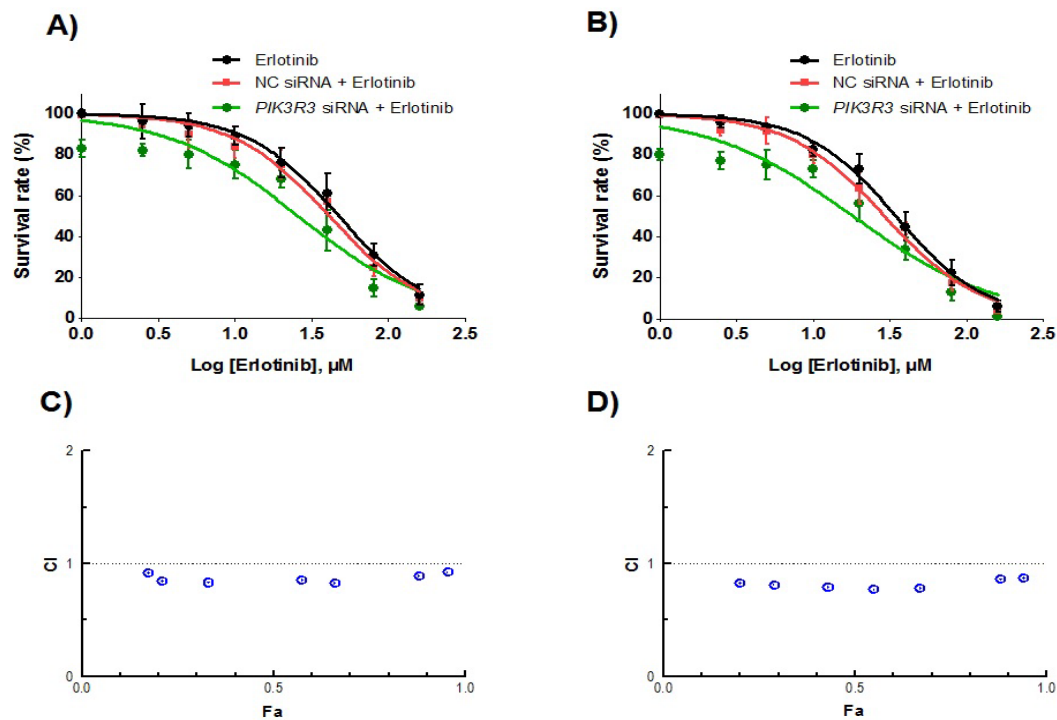 A)
Erlotinib
NC siRNA + Erlotinib
PIK3R3 siRNA + Erlotinib
Survival rate (%)
100
80
60
40
20
0
0.0 0.5 1.0 1.5 2.0 2.5
Log [Erlotinib], µM
B)
Erlotinib
NC siRNA + Erlotinib
PIK3R3 siRNA + Erlotinib
Survival rate (%)
100
80
60
40
20
0
0.0 0.5 1.0 1.5 2.0 2.5
Log [Erlotinib], µM
C)
CI
2
1
0
0.0 0.5 1.0
Fa
D)
CI
2
1
0
0.0 0.5 1.0
Fa